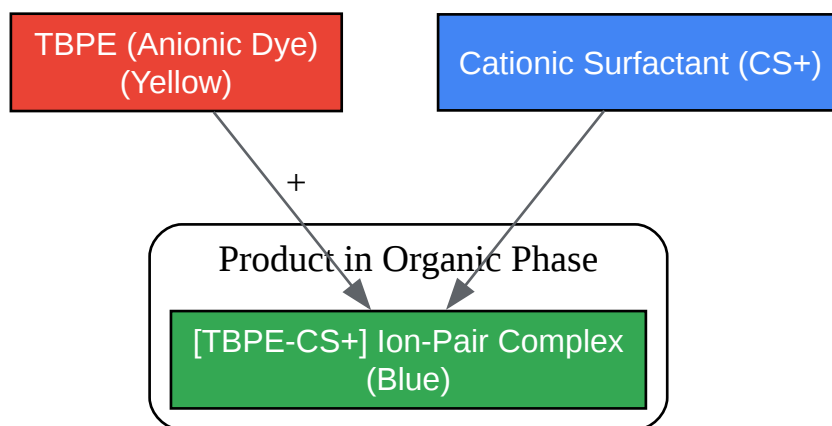 TBPE (Anionic Dye)
(Yellow)
Cationic Surfactant (CS+)
+
Product in Organic Phase
[TBPE-CS+] Ion-Pair Complex
(Blue)